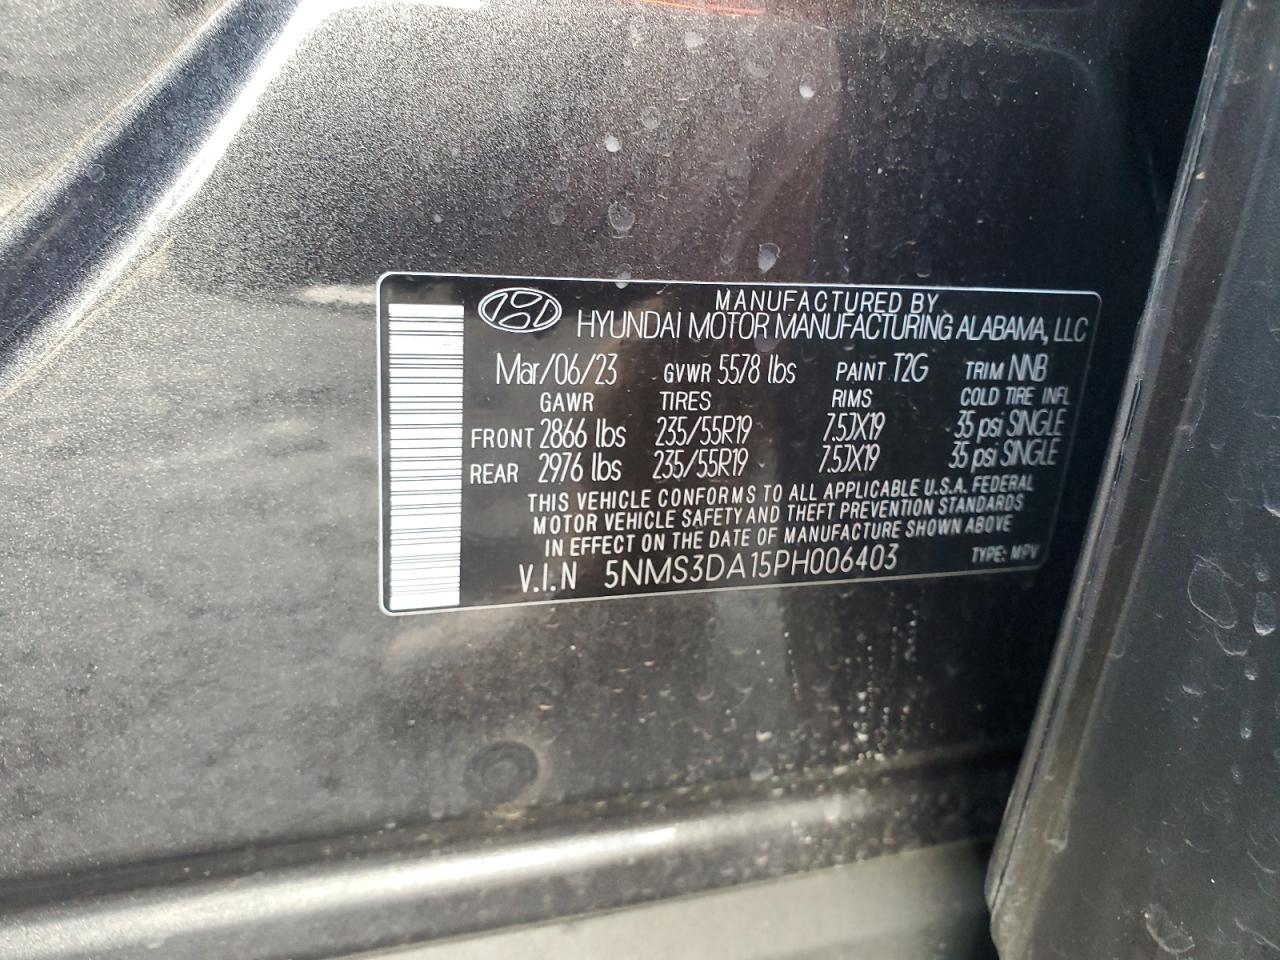 MANUFACTURED BY
HYUNDAI MOTOR MANUFACTURING ALABAMA, LLC
Mar/06/23 GVWR 5578 lbs PAINT T2G TRIM NNB
GAWR TIRES RIMS COLD TIRE INFL
FRONT 2866 lbs 235/55R19 7.5JX19 35 psi SINGLE
REAR 2976 lbs 235/55R19 7.5JX19 35 psi SINGLE
THIS VEHICLE CONFORMS TO ALL APPLICABLE U.S.A. FEDERAL
MOTOR VEHICLE SAFETY AND THEFT PREVENTION STANDARDS
IN EFFECT ON THE DATE OF MANUFACTURE SHOWN ABOVE
V.I.N 5NMS3DA15PH006403 TYPE: MPV